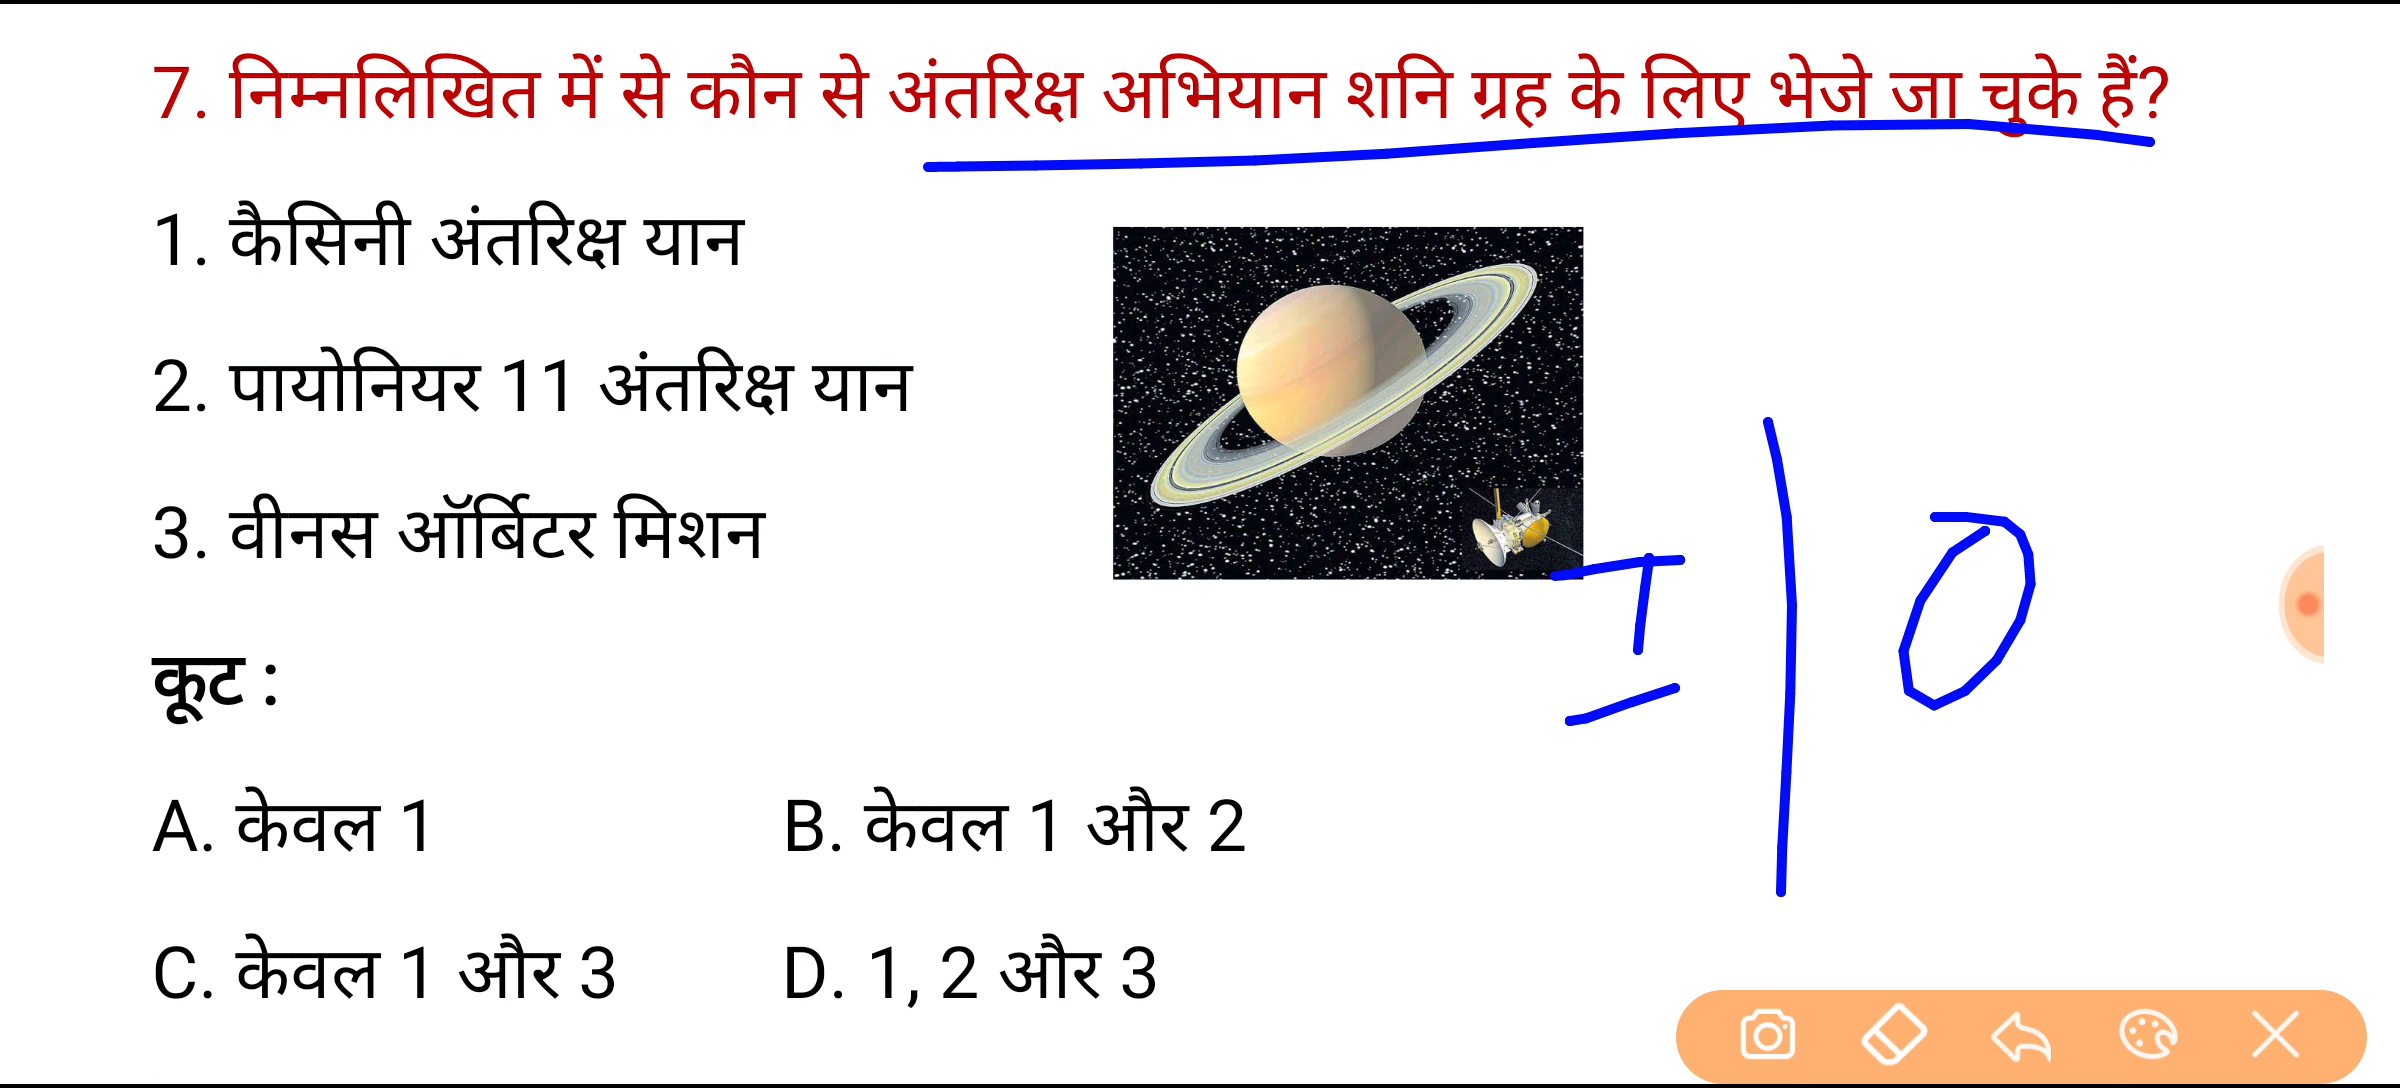 7. निम्नलिखित में से कौन से अंतरिक्ष अभियान शनि ग्रह के लिए भेजे जा चुके हैं?
1. कैसिनी अंतरिक्ष यान
2. पायोनियर 11 अंतरिक्ष यान
3. वीनस ऑर्बिटर मिशन
कूट :
A. केवल 1 B. केवल 1 और 2
C. केवल 1 और 3 D. 1, 2 और 3